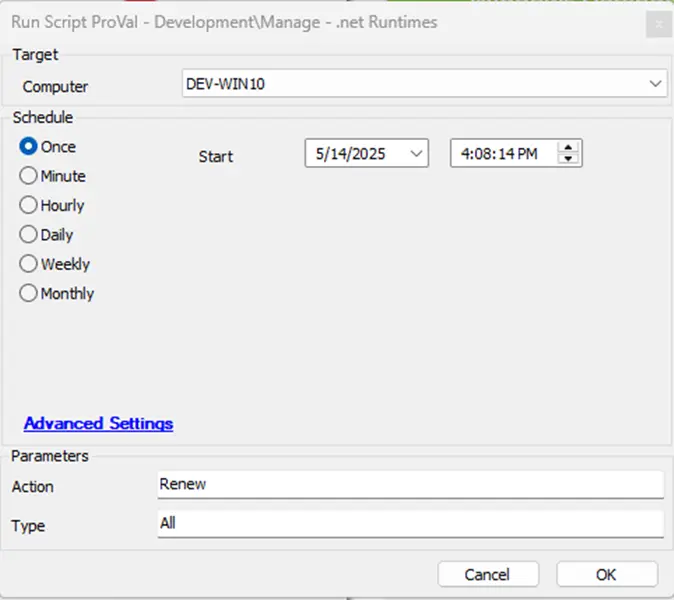 Run Script ProVal - Development\Manage - .net Runtimes
Target
Computer DEV-WIN10
Schedule
Once
Start 5/14/2025 4:08:14 PM
Minute
Hourly
Daily
Weekly
Monthly
Advanced Settings
Parameters
Action Renew
Type All
Cancel OK